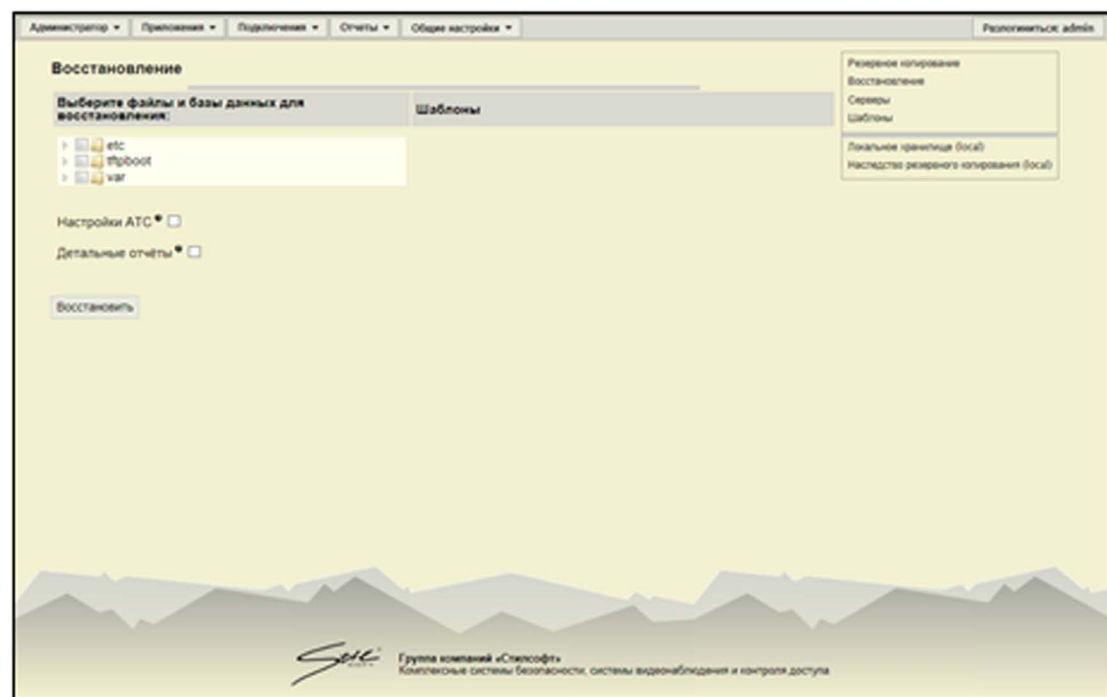 Администратор
Приложения
Подключения
Отчеты
Общие настройки
Разлогиниться: admin
Восстановление
Выберите файлы и базы данных для
восстановления:
Шаблоны
etc
tftpboot
var
Настройки АТС
Детальные отчёты
Восстановить
Резервное копирование
Восстановление
Серверы
Шаблоны
Локальное хранилище (local)
Наследство резервного копирования (local)
Группа компаний «Стилсофт»
Комплексные системы безопасности, системы видеонаблюдения и контроля доступа